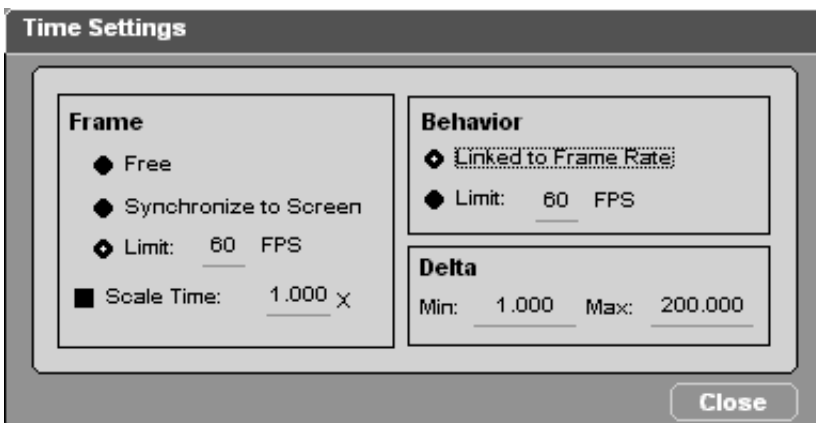 Time Settings
Frame
Free
Synchronize to Screen
Limit: 60 FPS
Scale Time: 1.000 x
Behavior
Linked to Frame Rate
Limit: 60 FPS
Delta
Min: 1.000 Max: 200.000
Close